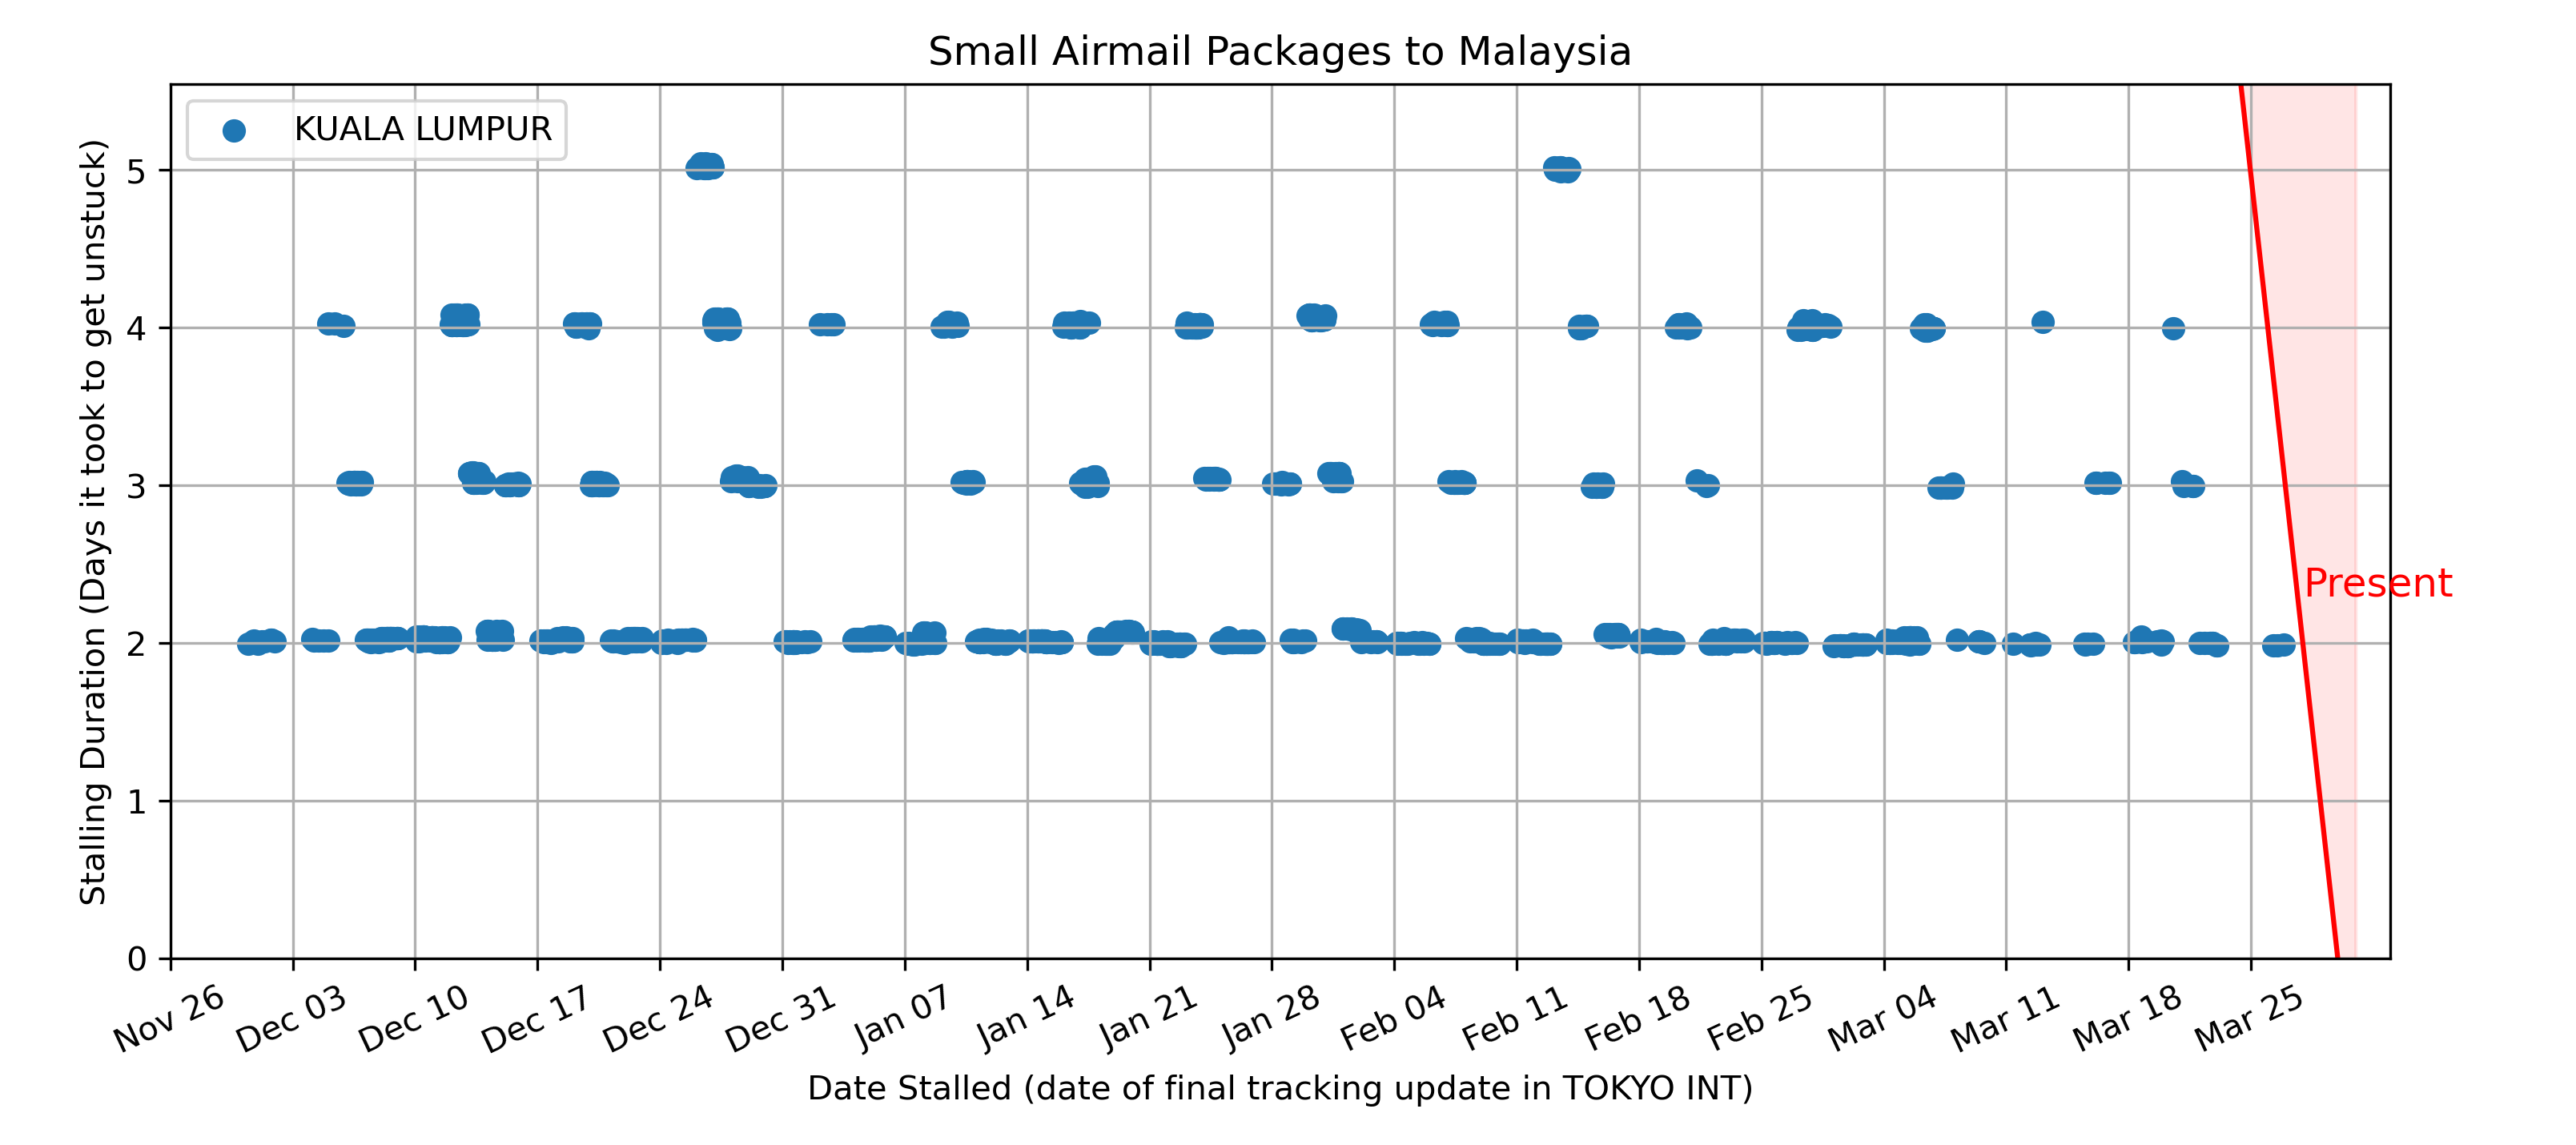 Small Airmail Packages to Malaysia
KUALA LUMPUR
Stalling Duration (Days it took to get unstuck)
5
4
3
2
1
0
Present
Nov 26
Dec 03
Dec 10
Dec 17
Dec 24
Dec 31
Jan 07
Jan 14
Jan 21
Jan 28
Feb 04
Feb 11
Feb 18
Feb 25
Mar 04
Mar 11
Mar 18
Mar 25
Date Stalled (date of final tracking update in TOKYO INT)